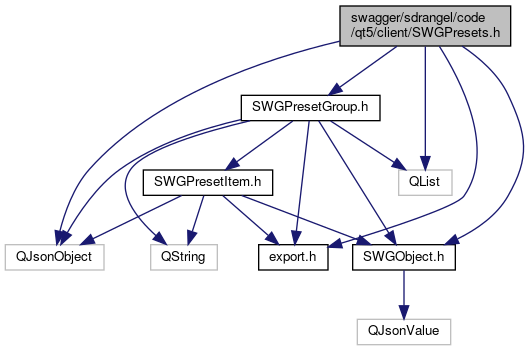 swagger/sdrangel/code
/qt5/client/SWGPresets.h
SWGPresetGroup.h
SWGPresetItem.h
QList
QJsonObject
QString
export.h
SWGObject.h
QJsonValue